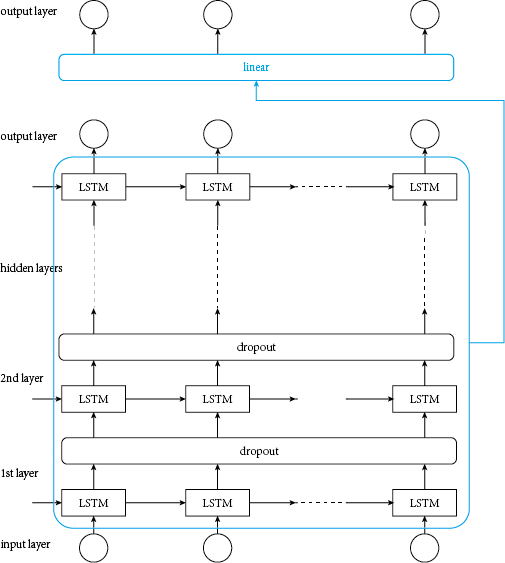 output layer
linear
output layer
LSTM LSTM LSTM
hidden layers
dropout
2nd layer
LSTM LSTM LSTM
dropout
1st layer
LSTM LSTM LSTM
input layer